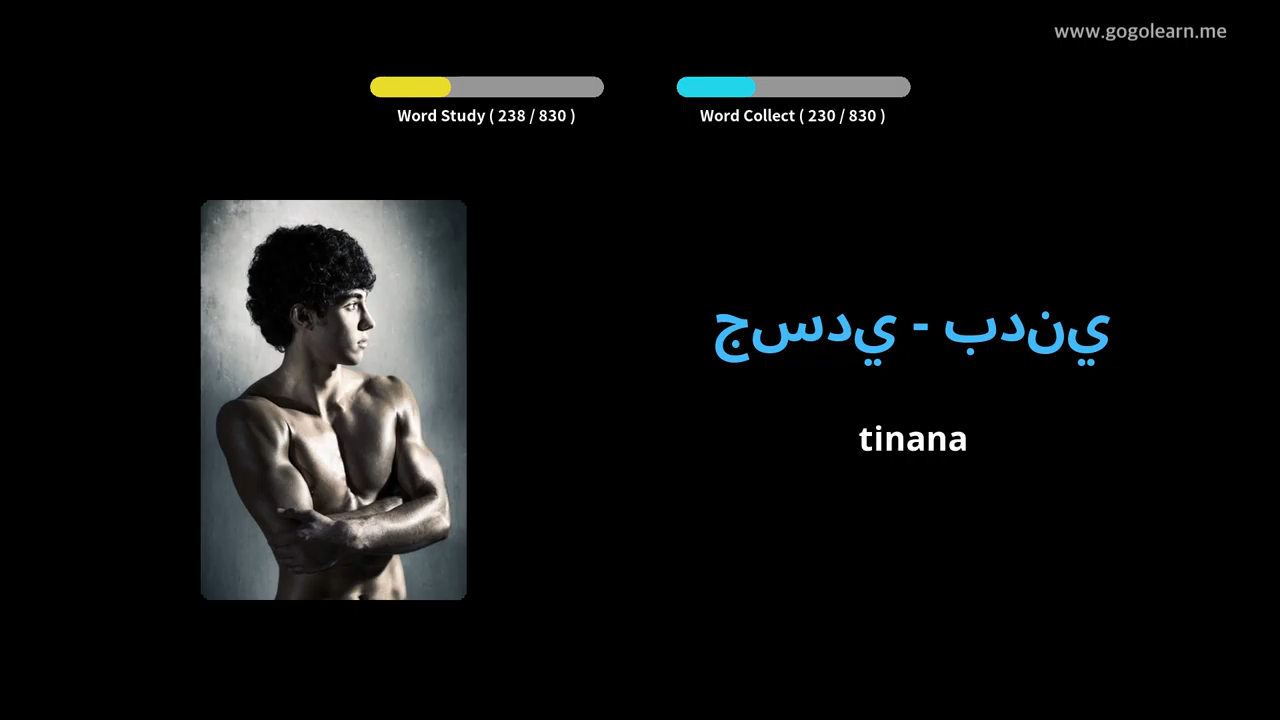 www.gogolearn.me
Word Study ( 238 / 830 )
Word Collect ( 230 / 830 )
جسدي - بدني
tinana